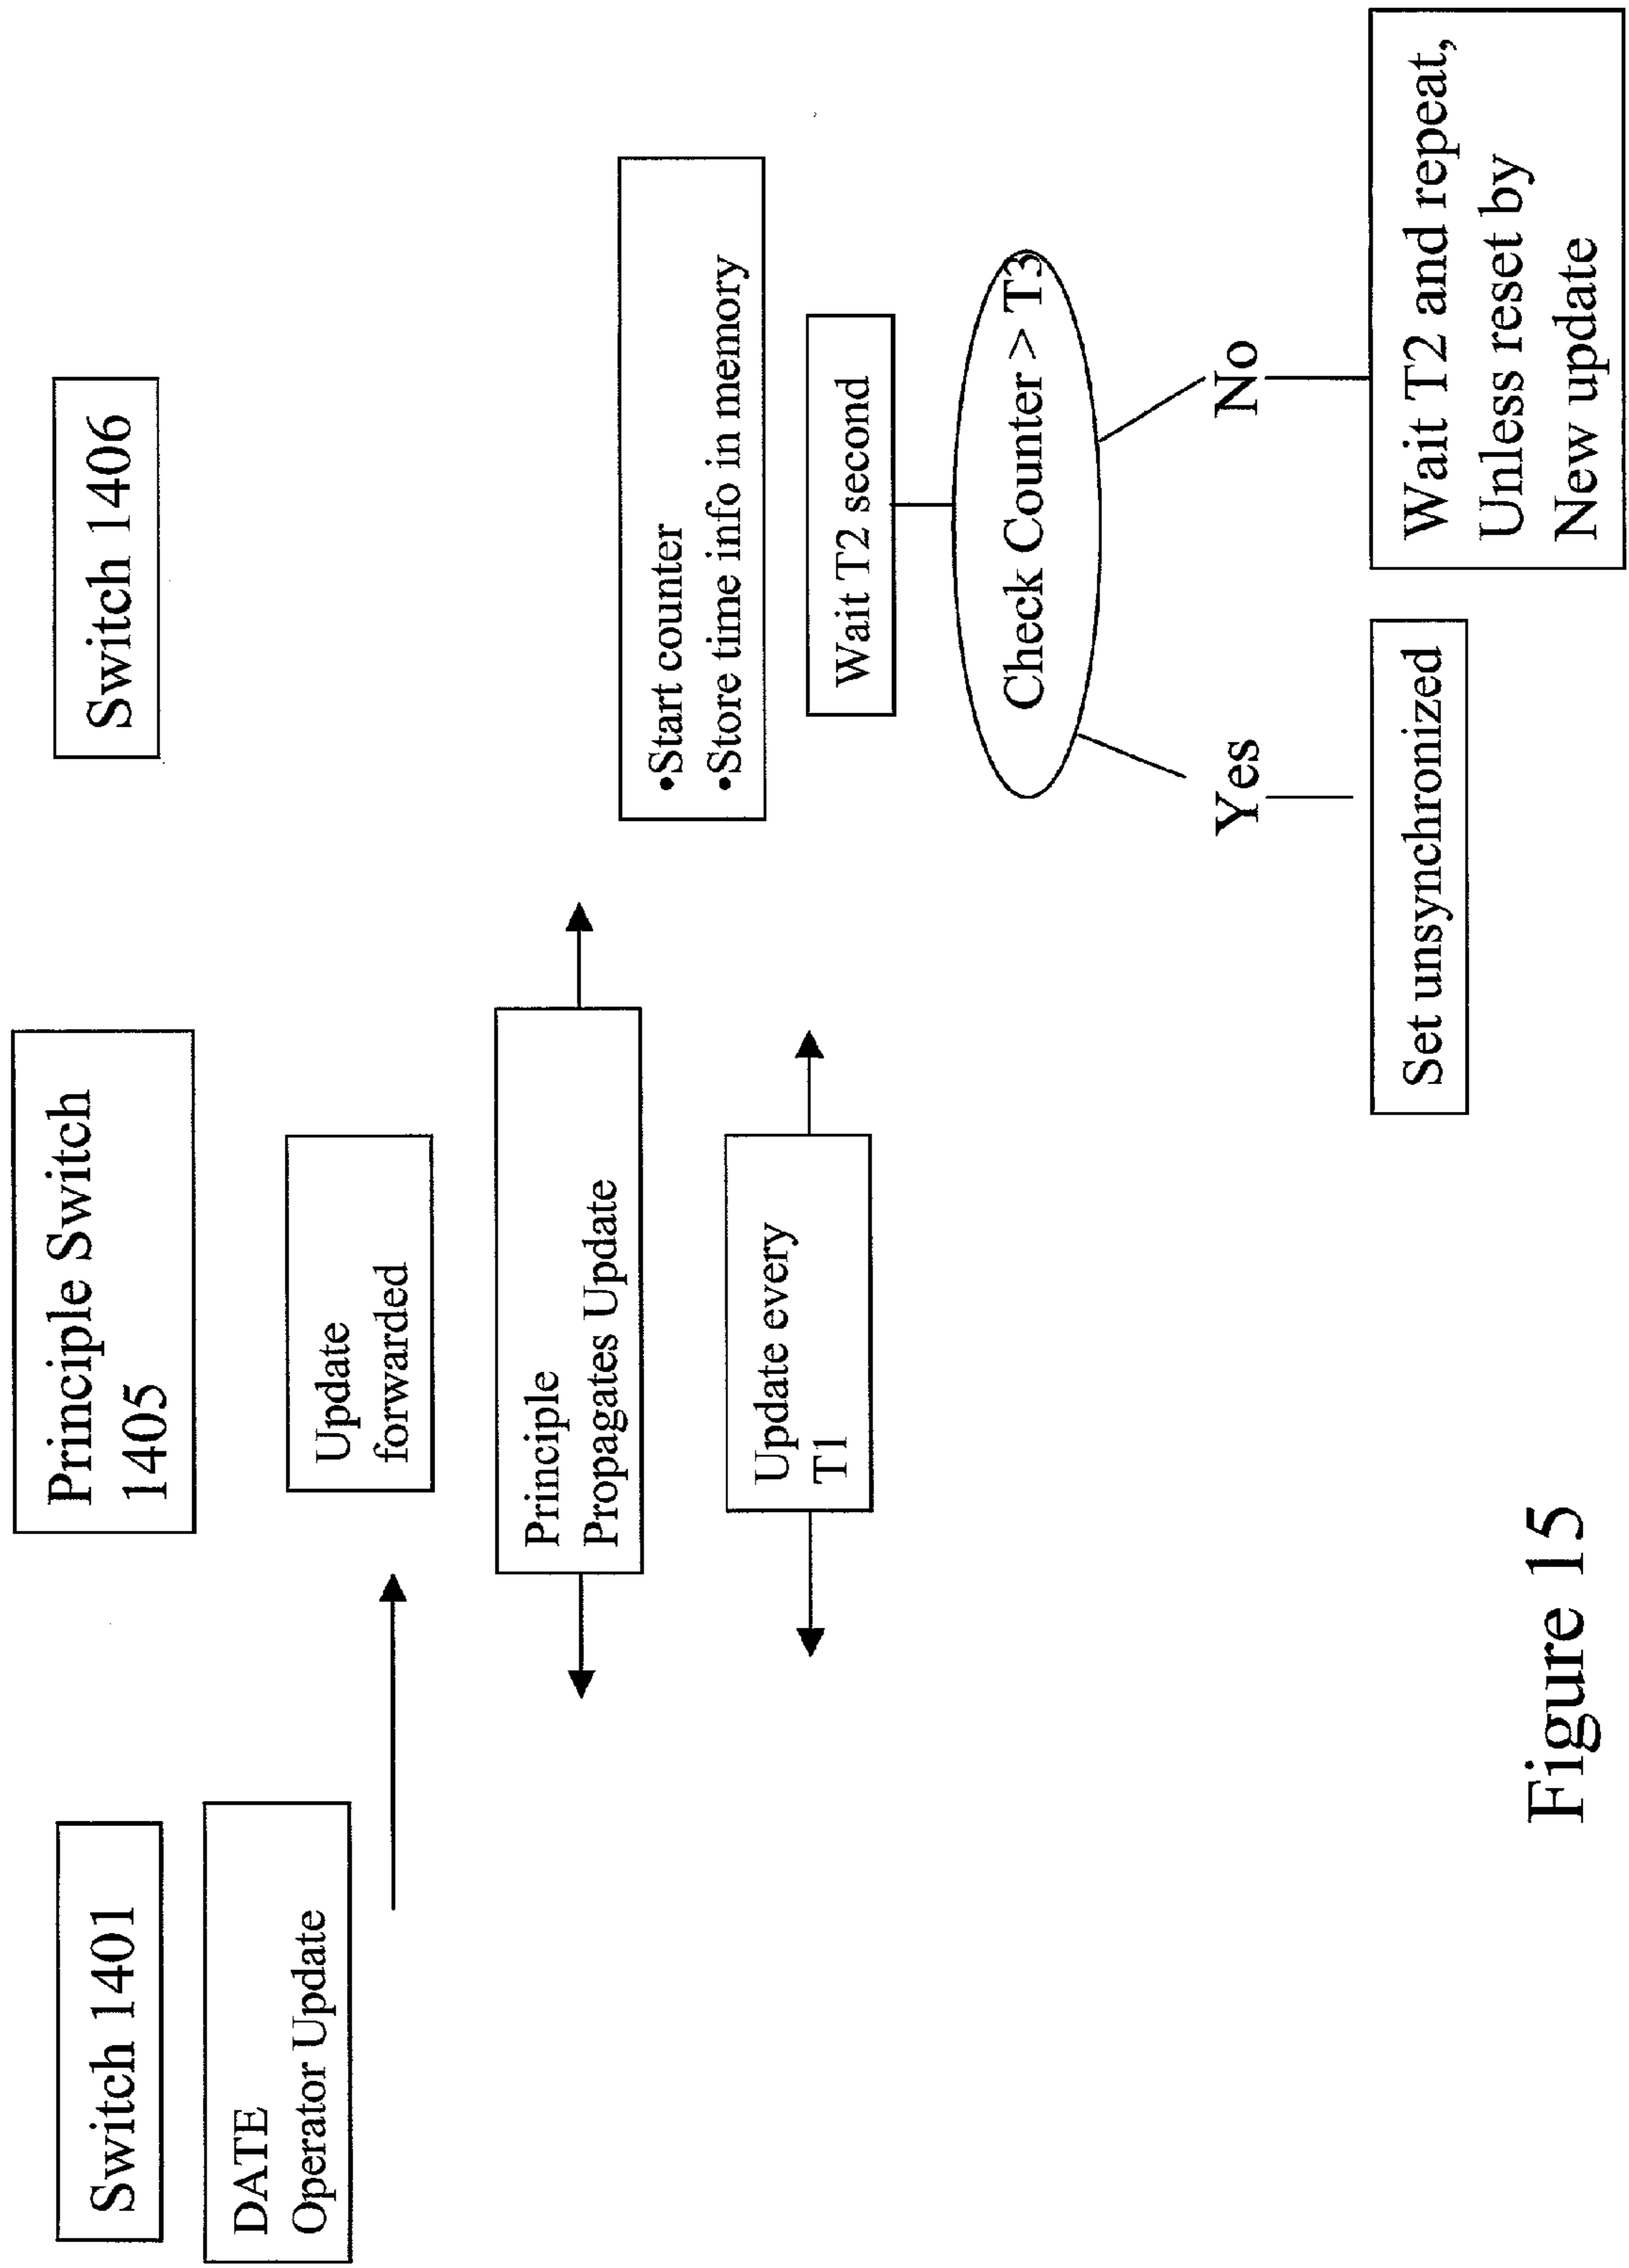 Switch 1401
Principle Switch
1405
Switch 1406
DATE
Operator Update
Update
forwarded
Principle
Propagates Update
Update every
T1
•Start counter
•Store time info in memory
Wait T2 second
Check Counter > T3
Yes
No
Set unsynchronized
Wait T2 and repeat,
Unless reset by
New update
Figure 15